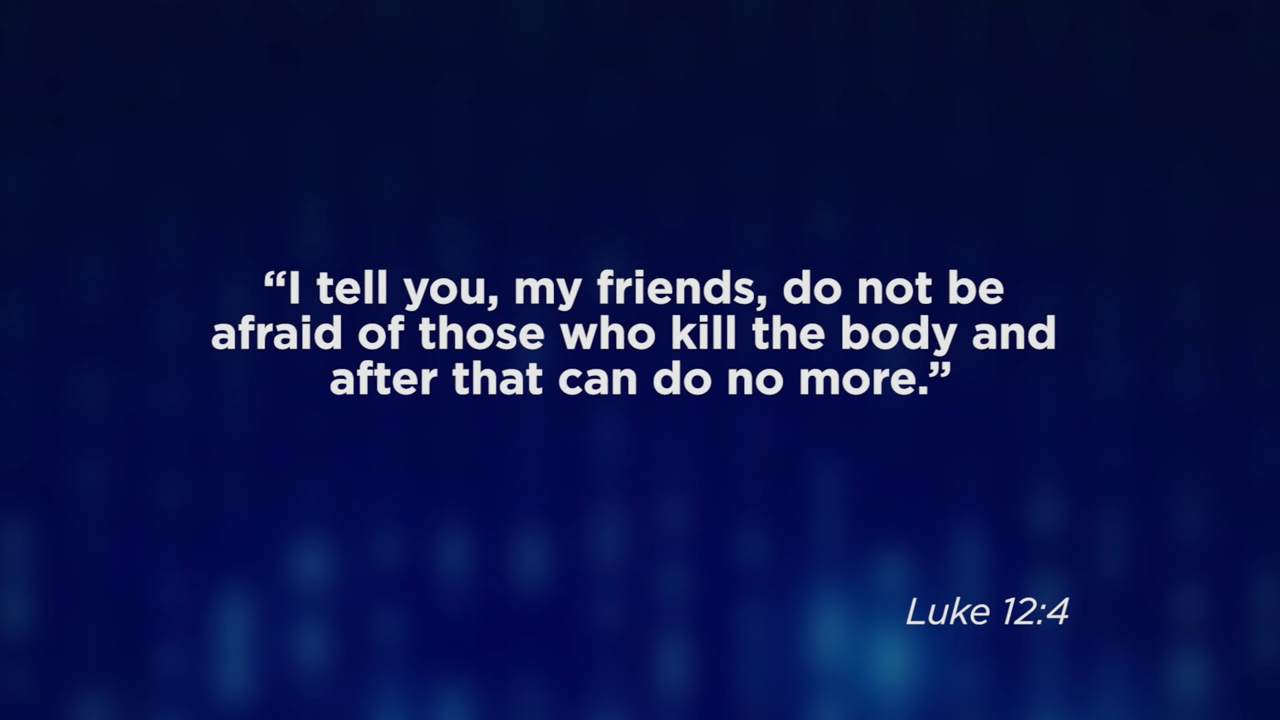 “I tell you, my friends, do not be
afraid of those who kill the body and
after that can do no more.”
Luke 12:4